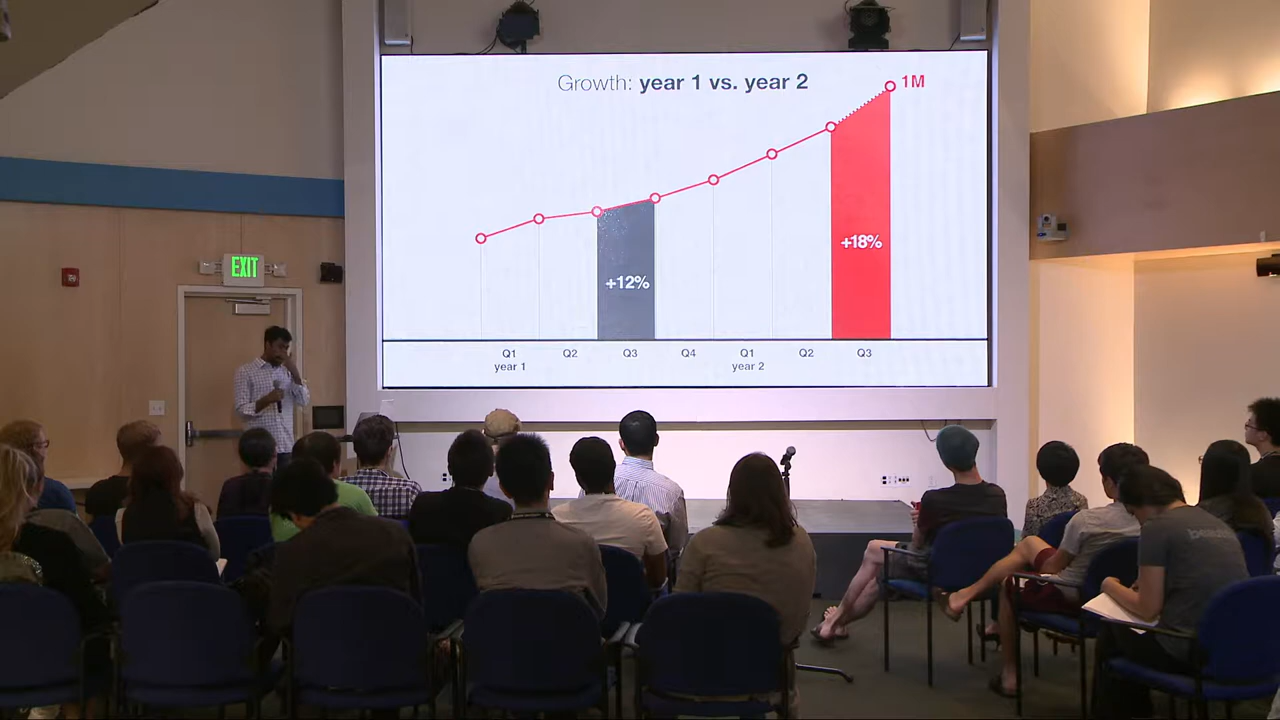 Growth: year 1 vs. year 2
1M
+18%
+12%
Q1 Q2 Q3 Q4 Q1 Q2 Q3
year 1 year 2
EXIT